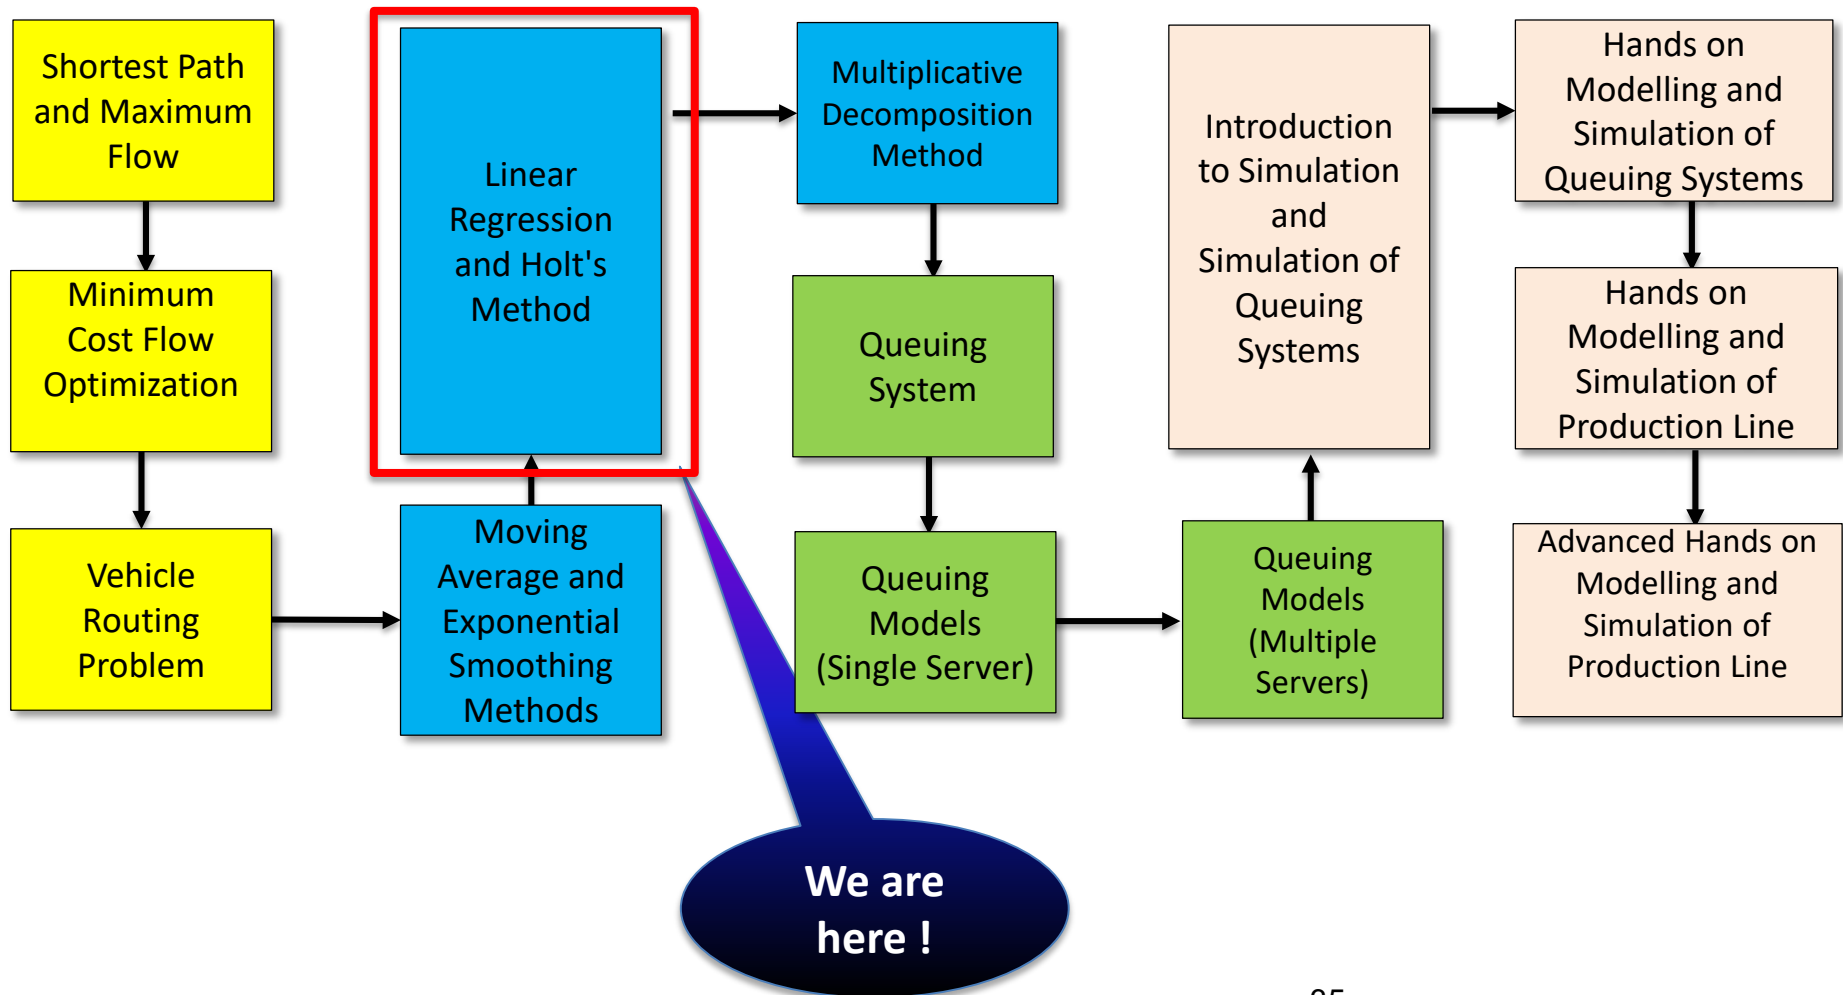 Shortest Path
and Maximum
Flow
Minimum
Cost Flow
Optimization
Vehicle
Routing
Problem
Moving
Average and
Exponential
Smoothing
Methods
Linear
Regression
and Holt's
Method
Multiplicative
Decomposition
Method
Queuing
System
Queuing
Models
(Single Server)
Queuing
Models
(Multiple
Servers)
Introduction
to Simulation
and
Simulation of
Queuing
Systems
Hands on
Modelling and
Simulation of
Queuing Systems
Hands on
Modelling and
Simulation of
Production Line
Advanced Hands on
Modelling and
Simulation of
Production Line
We are
here !